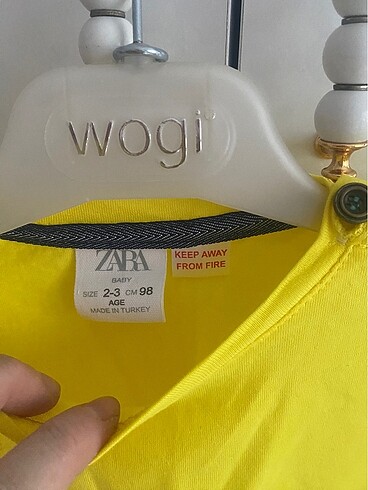 wogi
ZARA
BABY
SIZE 2-3 CM 98
AGE
MADE IN TURKEY
KEEP AWAY
FROM FIRE